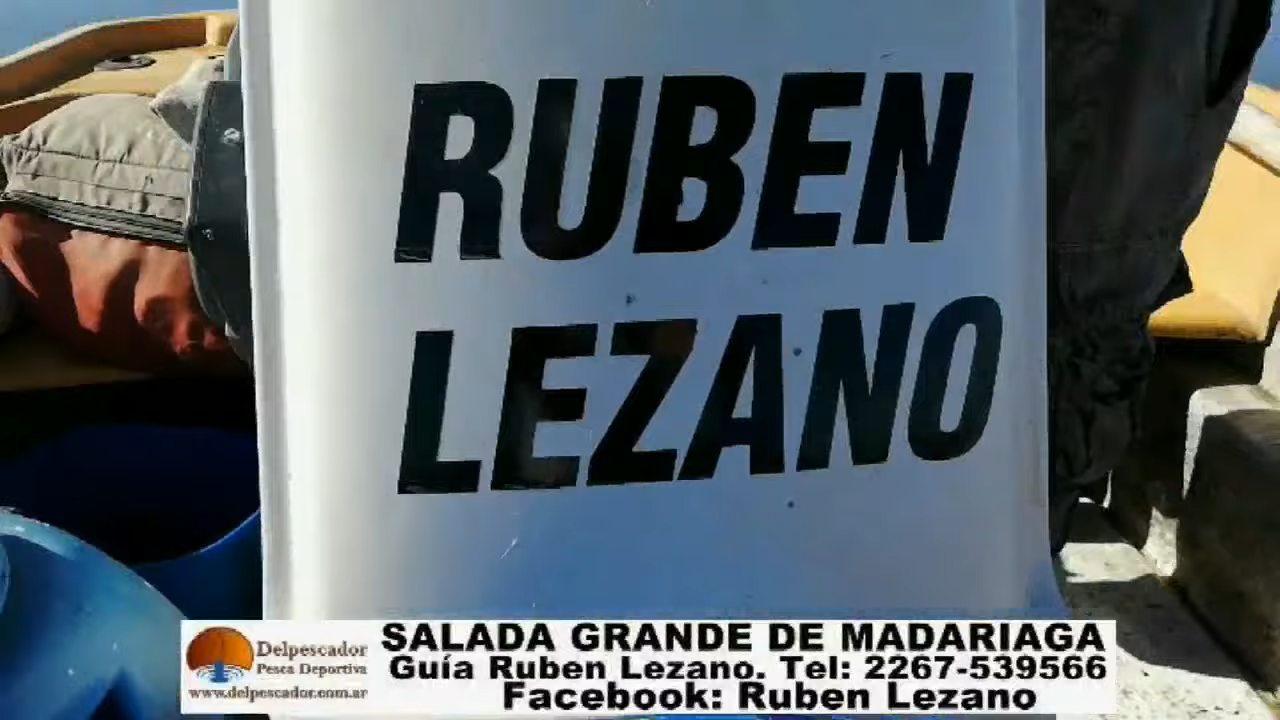 RUBEN
LEZANO
Delpescador
Pesca Deportiva
www.delpescador.com.ar
SALADA GRANDE DE MADARIAGA
Guía Ruben Lezano. Tel: 2267-539566
Facebook: Ruben Lezano